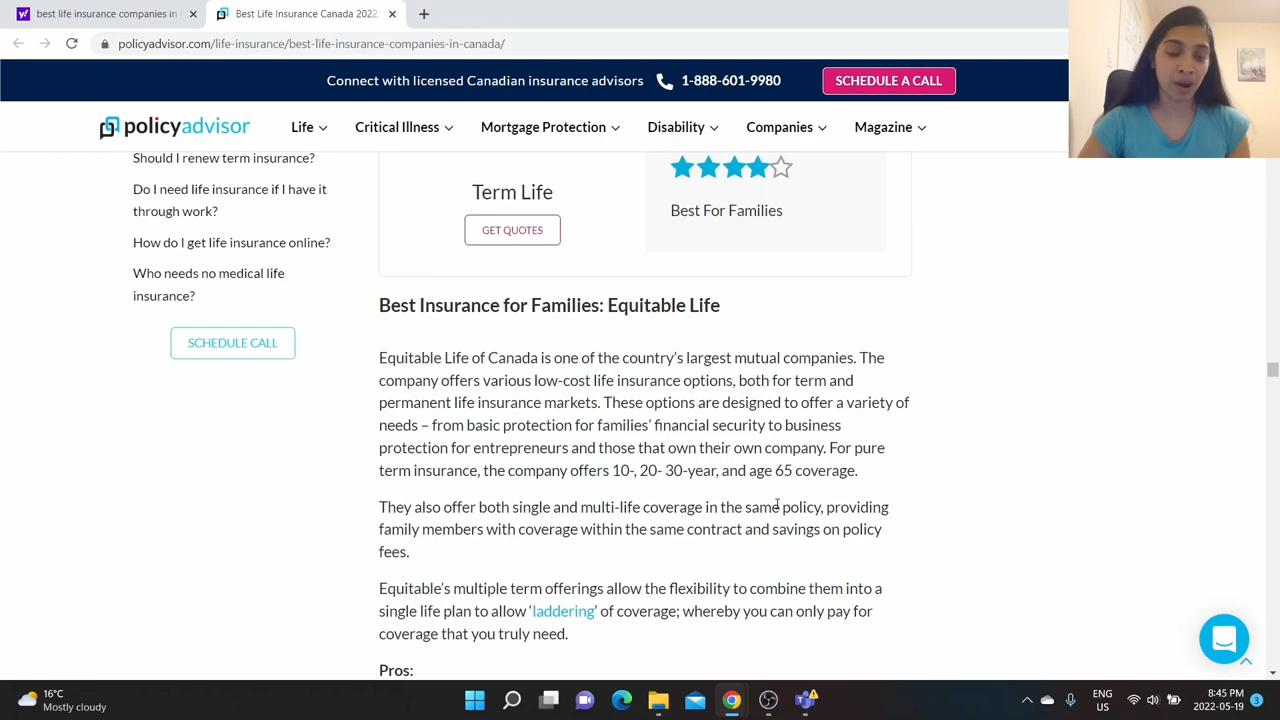 best life insurance companies in
Best Life Insurance Canada 2022:
policyadvisor.com/life-insurance/best-life-insurance-companies-in-canada/
Connect with licensed Canadian insurance advisors
1-888-601-9980
SCHEDULE A CALL
policyadvisor
Life
Critical Illness
Mortgage Protection
Disability
Companies
Magazine
Should I renew term insurance?
Do I need life insurance if I have it
through work?
How do I get life insurance online?
Who needs no medical life
insurance?
SCHEDULE CALL
Term Life
GET QUOTES
Best For Families
Best Insurance for Families: Equitable Life
Equitable Life of Canada is one of the country's largest mutual companies. The
company offers various low-cost life insurance options, both for term and
permanent life insurance markets. These options are designed to offer a variety of
needs – from basic protection for families' financial security to business
protection for entrepreneurs and those that own their own company. For pure
term insurance, the company offers 10-, 20- 30-year, and age 65 coverage.
They also offer both single and multi-life coverage in the same policy, providing
family members with coverage within the same contract and savings on policy
fees.
Equitable's multiple term offerings allow the flexibility to combine them into a
single life plan to allow 'laddering' of coverage; whereby you can only pay for
coverage that you truly need.
Pros:
16°C
Mostly cloudy
ENG
US
8:45 PM
2022-05-19
3